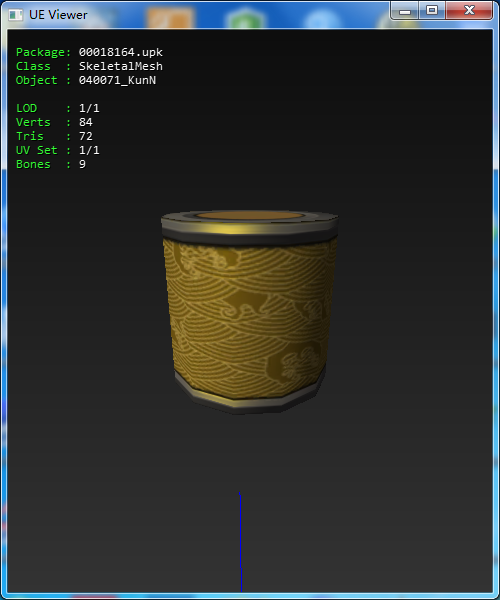 UE Viewer
Package: 00018164.upk
Class  : SkeletalMesh
Object : 040071_KunN
LOD    : 1/1
Verts  : 84
Tris   : 72
UV Set : 1/1
Bones  : 9